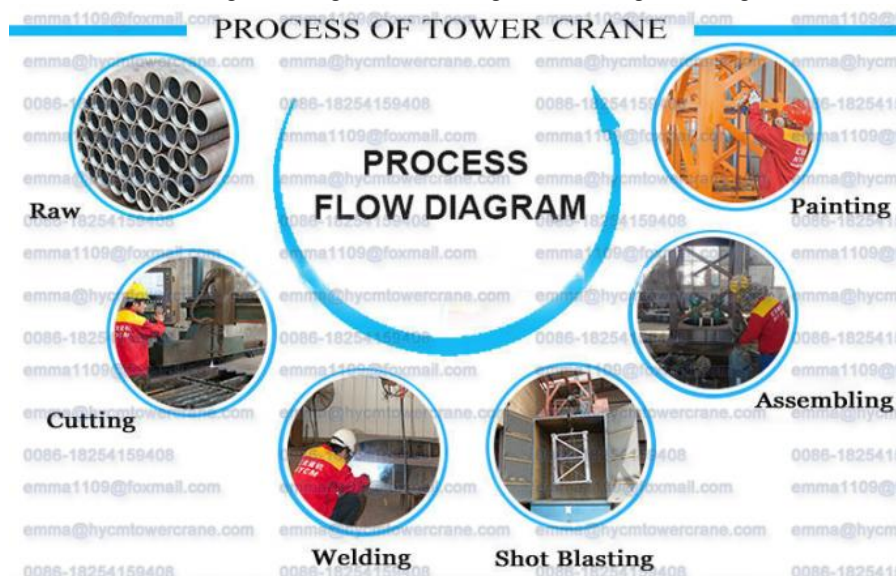 PROCESS OF TOWER CRANE
PROCESS
FLOW DIAGRAM
Raw
Painting
Cutting
Assembling
Welding
Shot Blasting
emma1109@foxmail.com
emma@hycmtowercrane.com
0086-18254159408